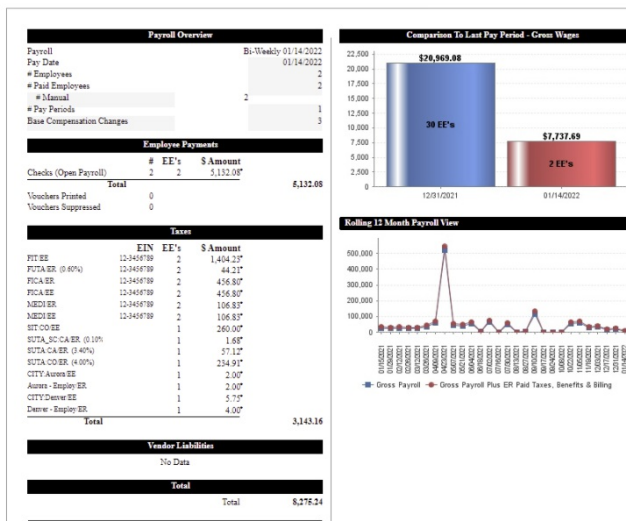 Payroll Overview
Payroll Bi-Weekly 01/14/2022
Pay Date 01/14/2022
# Employees 2
# Paid Employees 2
# Manual 2
# Pay Periods 1
Base Compensation Changes 3
Employee Payments
# EE's $ Amount
Checks (Open Payroll) 2 2 5,132.08*
Total 5,132.08
Vouchers Printed 0
Vouchers Suppressed 0
Taxes
EIN EE's $ Amount
FIT/EE 12-3456789 2 1,404.23*
FUTA/ER (0.60%) 12-3456789 2 44.21*
FICA/ER 12-3456789 2 456.80*
FICA/EE 12-3456789 2 456.80*
MEDI/ER 12-3456789 2 106.83*
MEDI/EE 12-3456789 2 106.83*
SIT:CO/EE 1 260.00*
SUTA_SC:CA/ER (0.10% 1 1.68*
SUTA:CA/ER (3.40%) 1 57.12*
SUTA:CO/ER (4.00%) 1 234.91*
CITY:Aurora/EE 1 2.00*
Aurora - Employ/ER 1 2.00*
CITY:Denver/EE 1 5.75*
Denver - Employ/ER 1 4.00*
Total 3,143.16
Vendor Liabilities
No Data
Total
Total 8,275.24
Comparison To Last Pay Period - Gross Wages
22,500
20,000
17,500
15,000
12,500
10,000
7,500
5,000
2,500
0
$20,969.08
30 EE's
$7,737.69
2 EE's
12/31/2021 01/14/2022
Rolling 12 Month Payroll View
500,000
400,000
300,000
200,000
100,000
0
Gross Payroll Gross Payroll Plus ER Paid Taxes, Benefits & Billing